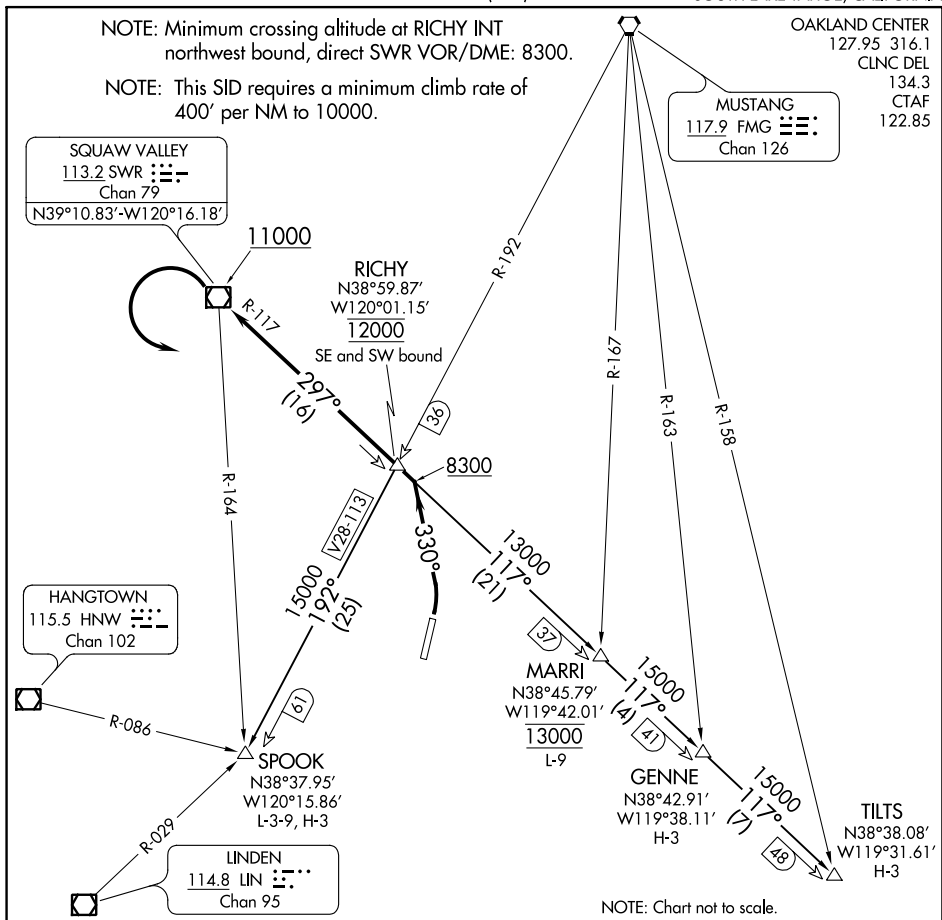 NOTE: Minimum crossing altitude at RICHY INT
northwest bound, direct SWR VOR/DME: 8300.
NOTE: This SID requires a minimum climb rate of
400' per NM to 10000.
OAKLAND CENTER
127.95 316.1
CLNC DEL
134.3
CTAF
122.85
MUSTANG
117.9 FMG
Chan 126
SQUAW VALLEY
113.2 SWR
Chan 79
N39°10.83'-W120°16.18'
11000
R-117
297°
(16)
RICHY
N38°59.87'
W120°01.15'
12000
SE and SW bound
R-192
R-167
R-163
R-158
36
8300
330°
R-164
V28-113
15000
192°
(25)
13000
117°
(21)
HANGTOWN
115.5 HNW
Chan 102
R-086
61
SPOOK
N38°37.95'
W120°15.86'
L-3-9, H-3
R-029
LINDEN
114.8 LIN
Chan 95
37
MARRI
N38°45.79'
W119°42.01'
13000
L-9
15000
117°
(4)
41
GENNE
N38°42.91'
W119°38.11'
H-3
15000
117°
(7)
48
TILTS
N38°38.08'
W119°31.61'
H-3
NOTE: Chart not to scale.